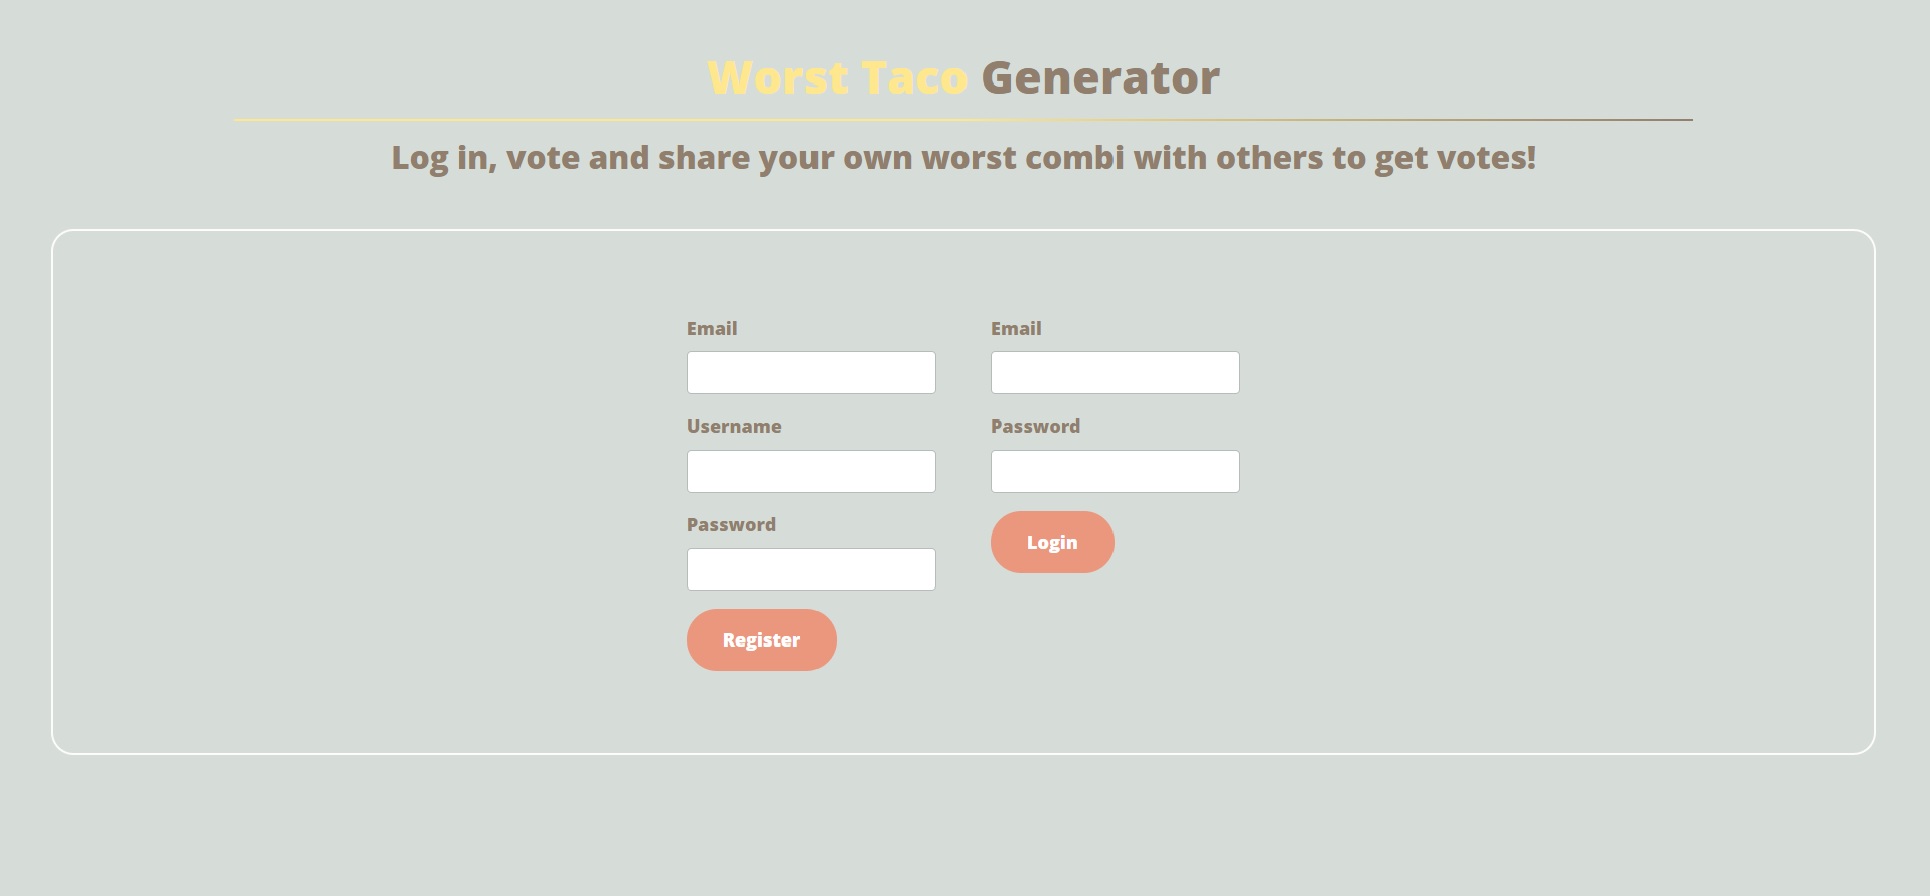 Worst Taco Generator
Log in, vote and share your own worst combi with others to get votes!
Email
Username
Password
Register
Email
Password
Login